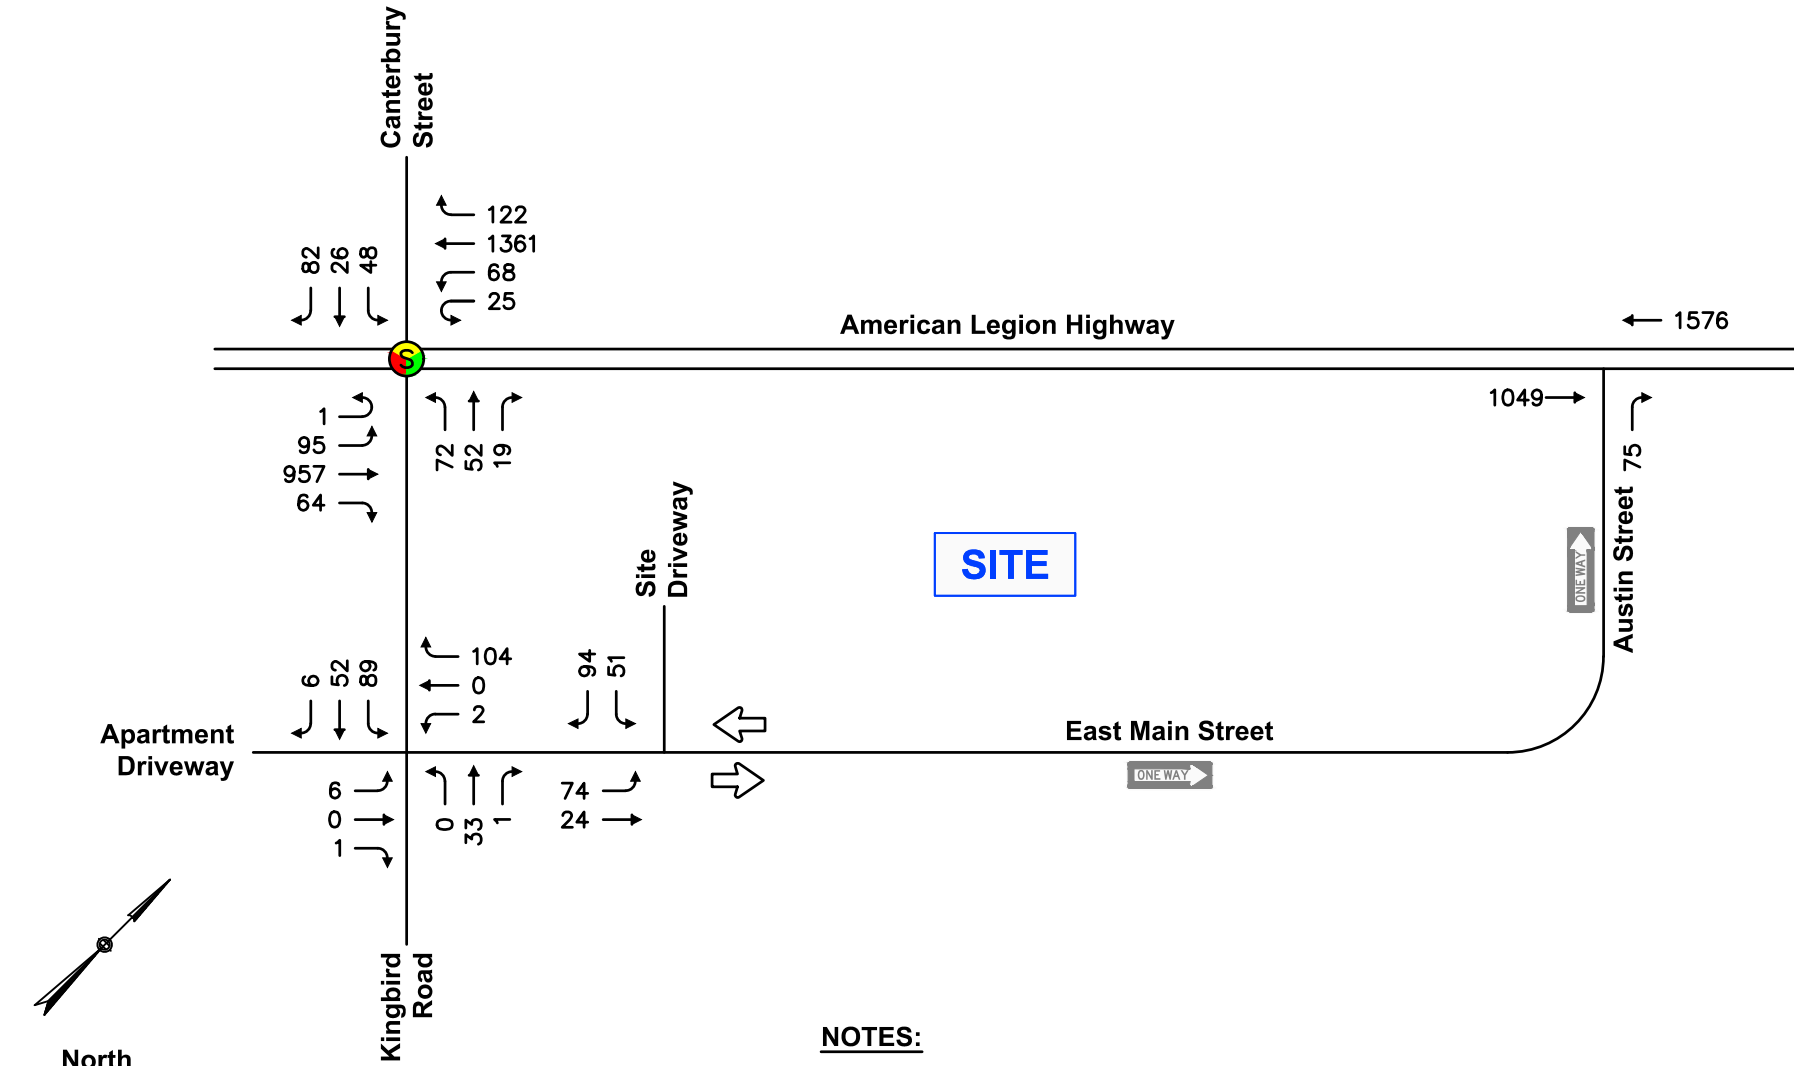 Canterbury
Street
82
26
48
122
1361
68
25
American Legion Highway
1576
S
1
95
957
64
72
52
19
1049
75
Site
Driveway
SITE
ONE WAY
Austin Street
6
52
89
104
0
2
94
51
Apartment
Driveway
East Main Street
ONE WAY
6
0
1
0
33
1
74
24
Kingbird
Road
NOTES:
North